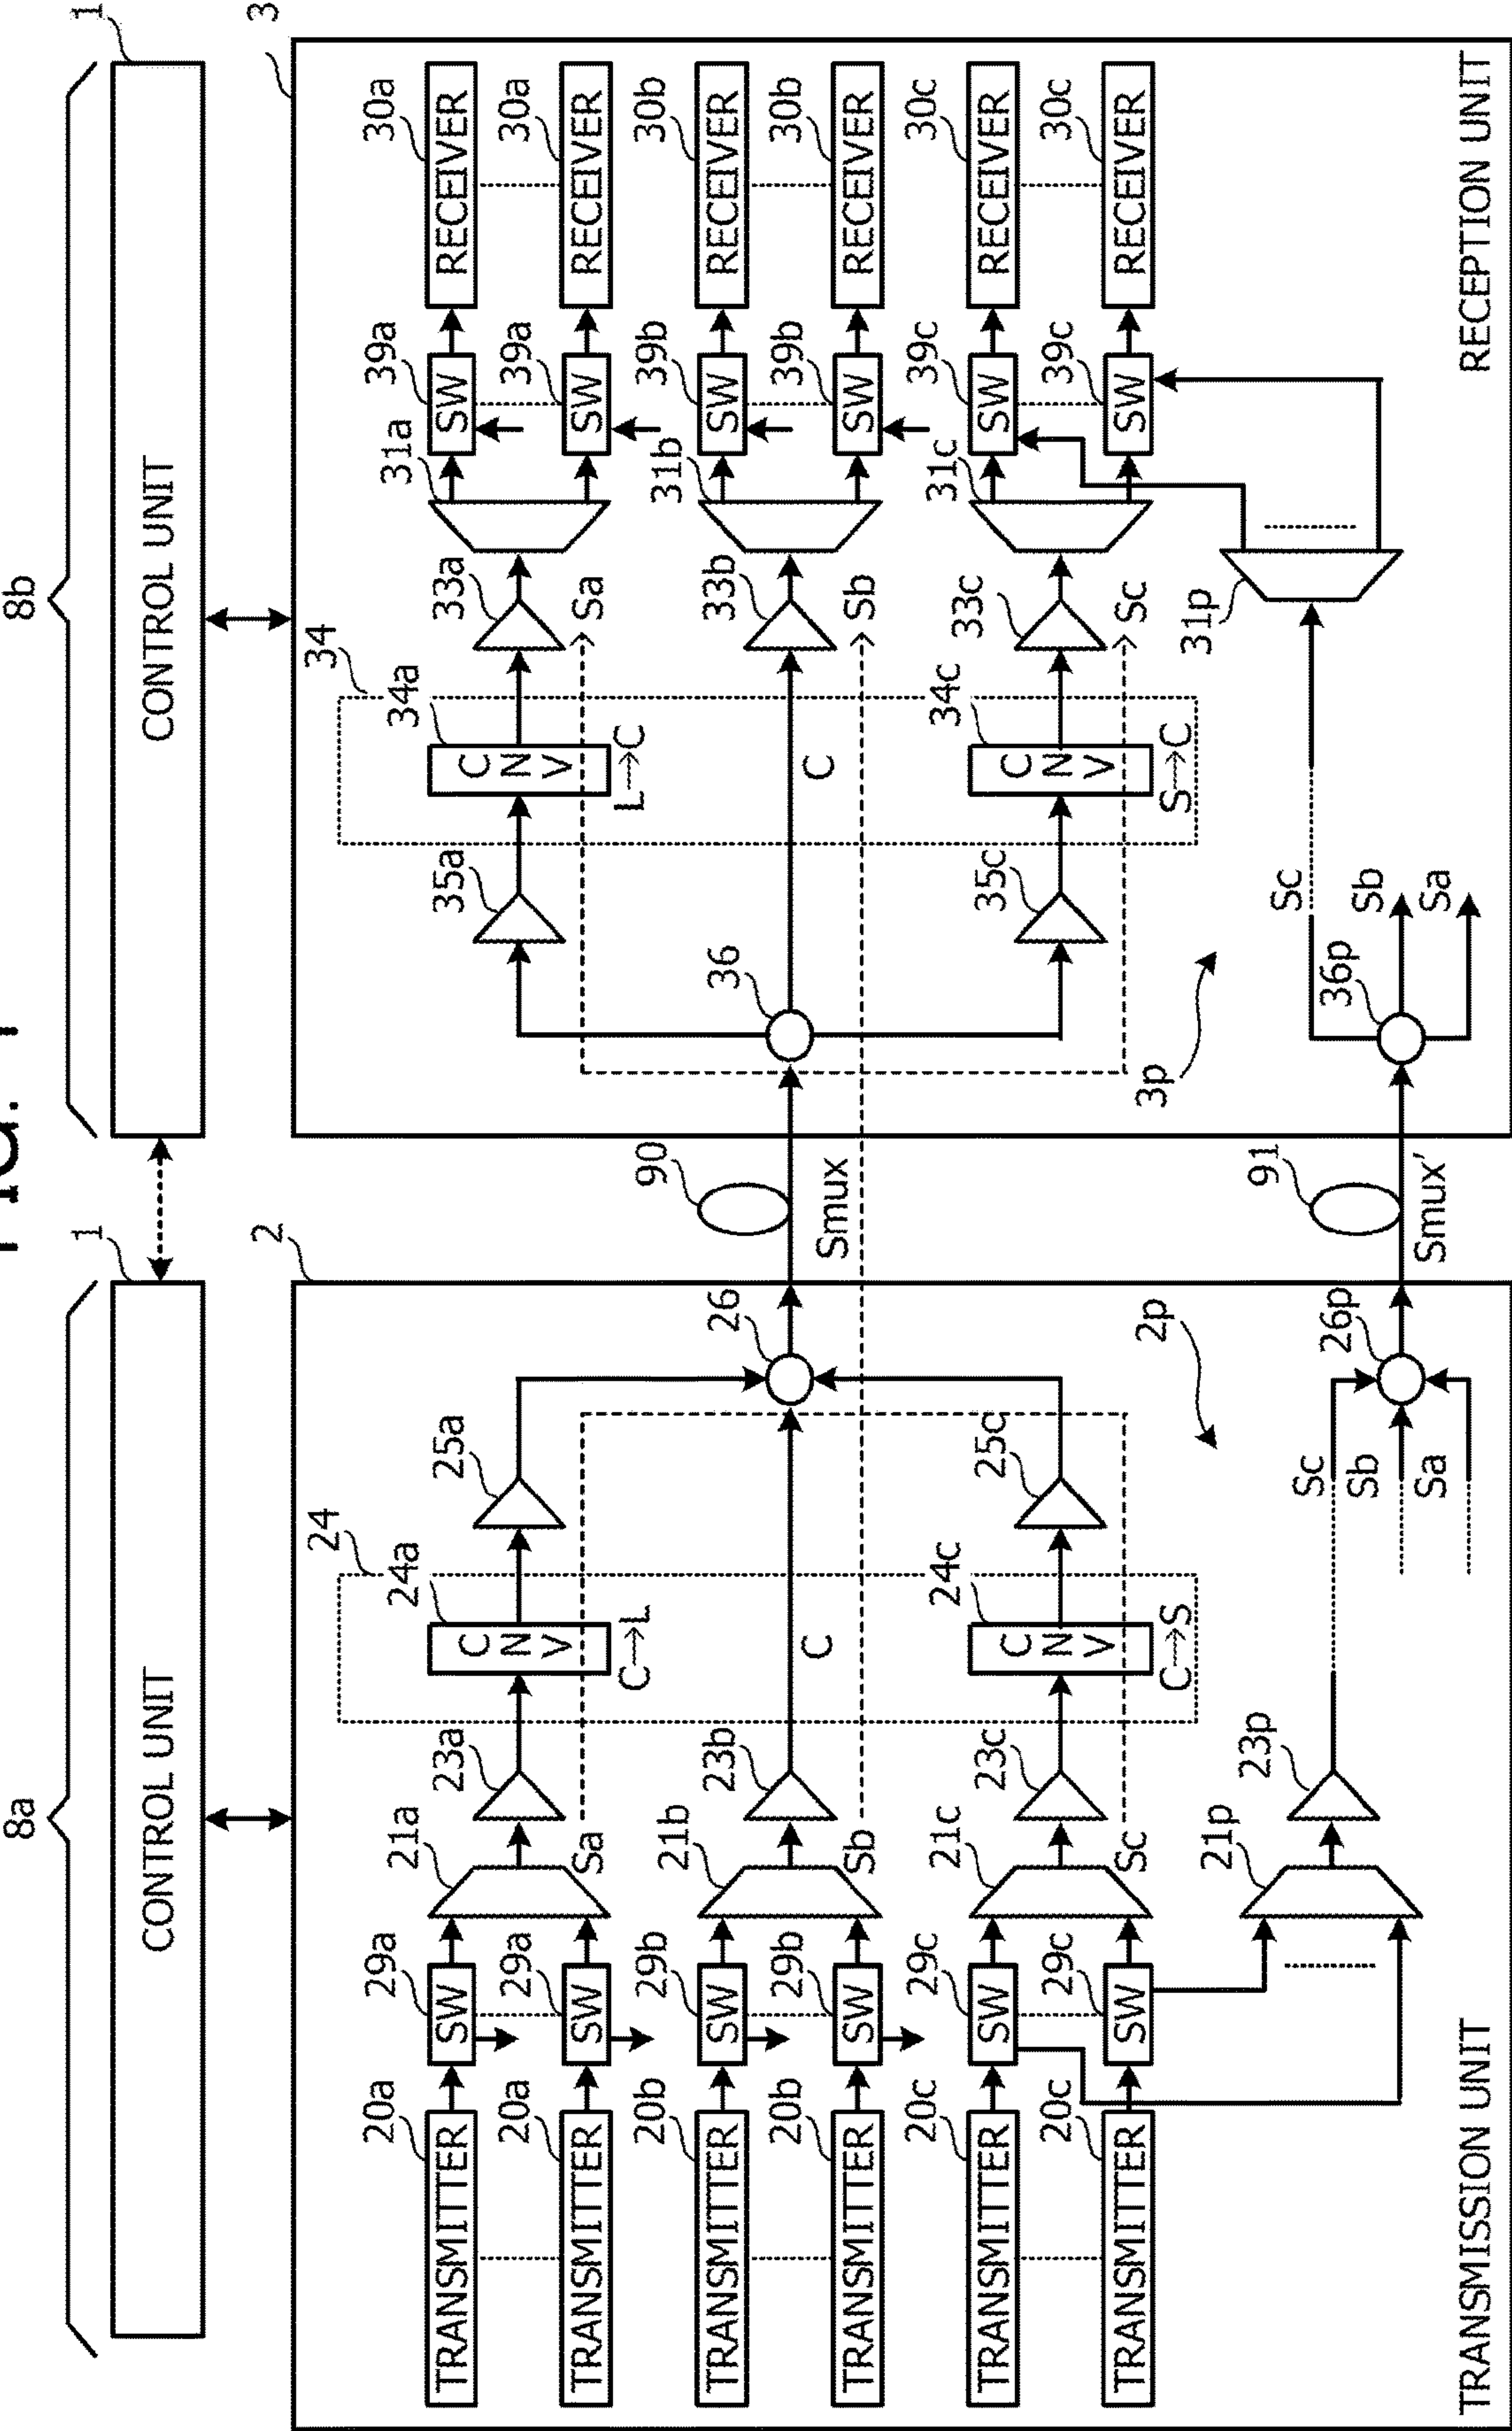 8a
8b
1
1
CONTROL UNIT
CONTROL UNIT
2
3
24
34
20a
29a
21a
23a
24a
25a
35a
34a
33a
31a
39a
30a
TRANSMITTER
SW
CNV
CNV
SW
RECEIVER
20a
29a
29a
39a
30a
TRANSMITTER
SW
Sa
Sa
SW
RECEIVER
C→L
L→C
20b
29b
21b
23b
26
90
36
33b
31b
39b
30b
TRANSMITTER
SW
SW
RECEIVER
20b
29b
C
Smux
C
39b
30b
TRANSMITTER
SW
Sb
Sb
SW
RECEIVER
20c
29c
21c
23c
24c
25c
35c
34c
33c
31c
39c
30c
TRANSMITTER
SW
CNV
CNV
SW
RECEIVER
20c
29c
39c
30c
TRANSMITTER
SW
Sc
Sc
SW
RECEIVER
C→S
S→C
2p
3p
21p
23p
31p
Sc
26p
91
36p
Sc
Sb
Sb
Sa
Smux'
Sa
TRANSMISSION UNIT
RECEPTION UNIT